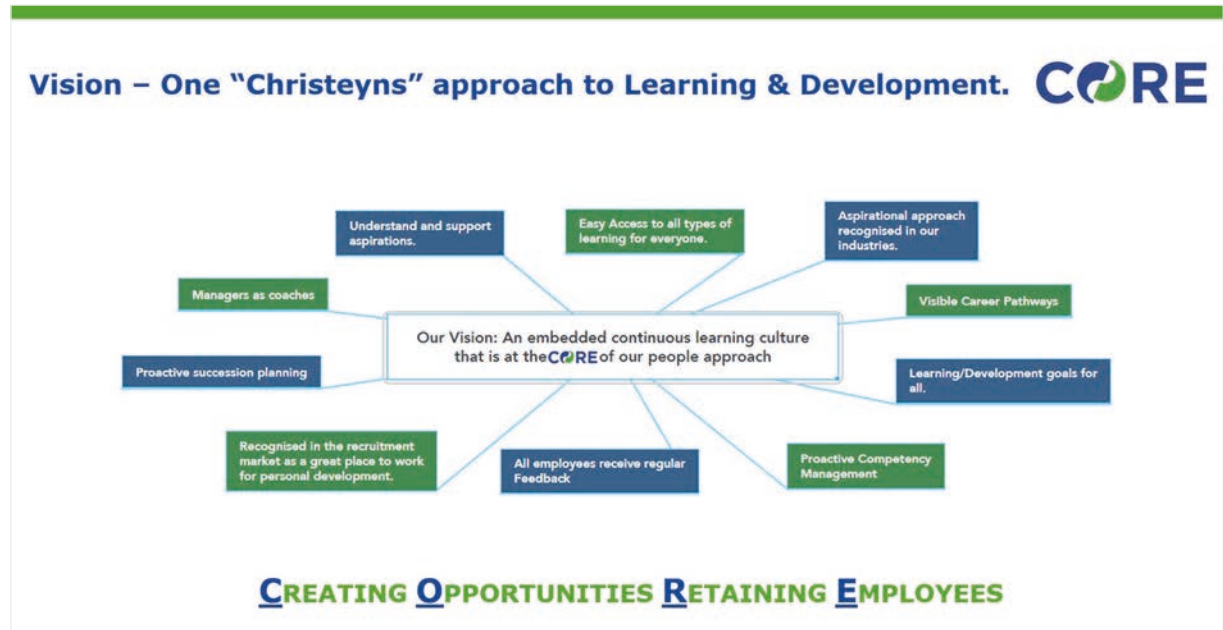 Vision – One “Christeyns” approach to Learning & Development.
CORE
Understand and support
aspirations.
Easy Access to all types of
learning for everyone.
Aspirational approach
recognised in our
industries.
Managers as coaches
Visible Career Pathways
Our Vision: An embedded continuous learning culture
that is at the CORE of our people approach
Proactive succession planning
Learning/Development goals for
all.
Recognised in the recruitment
market as a great place to work
for personal development.
All employees receive regular
Feedback
Proactive Competency
Management
CREATING OPPORTUNITIES RETAINING EMPLOYEES